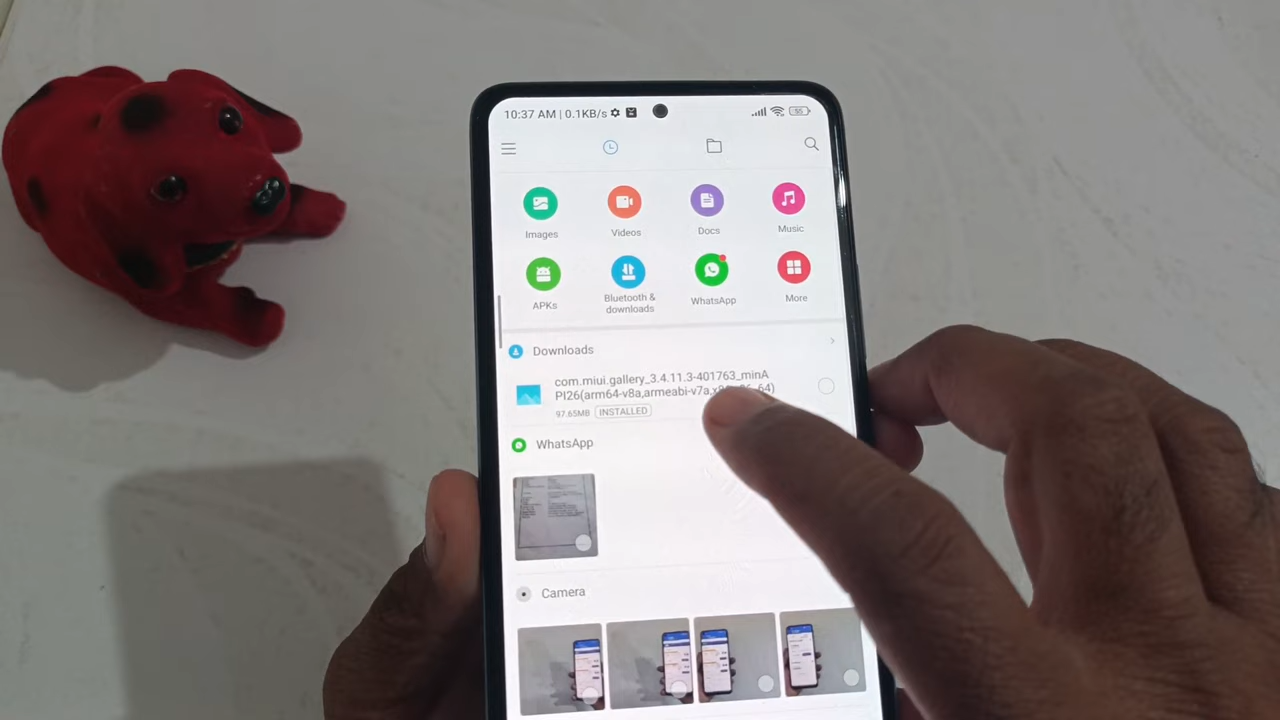 10:37 AM | 0.1KB/s
55
Images
Videos
Docs
Music
APKs
Bluetooth &
downloads
WhatsApp
More
Downloads
com.miui.gallery_3.4.11.3-401763_minA
PI26(arm64-v8a,armeabi-v7a,
97.65MB INSTALLED
WhatsApp
Camera